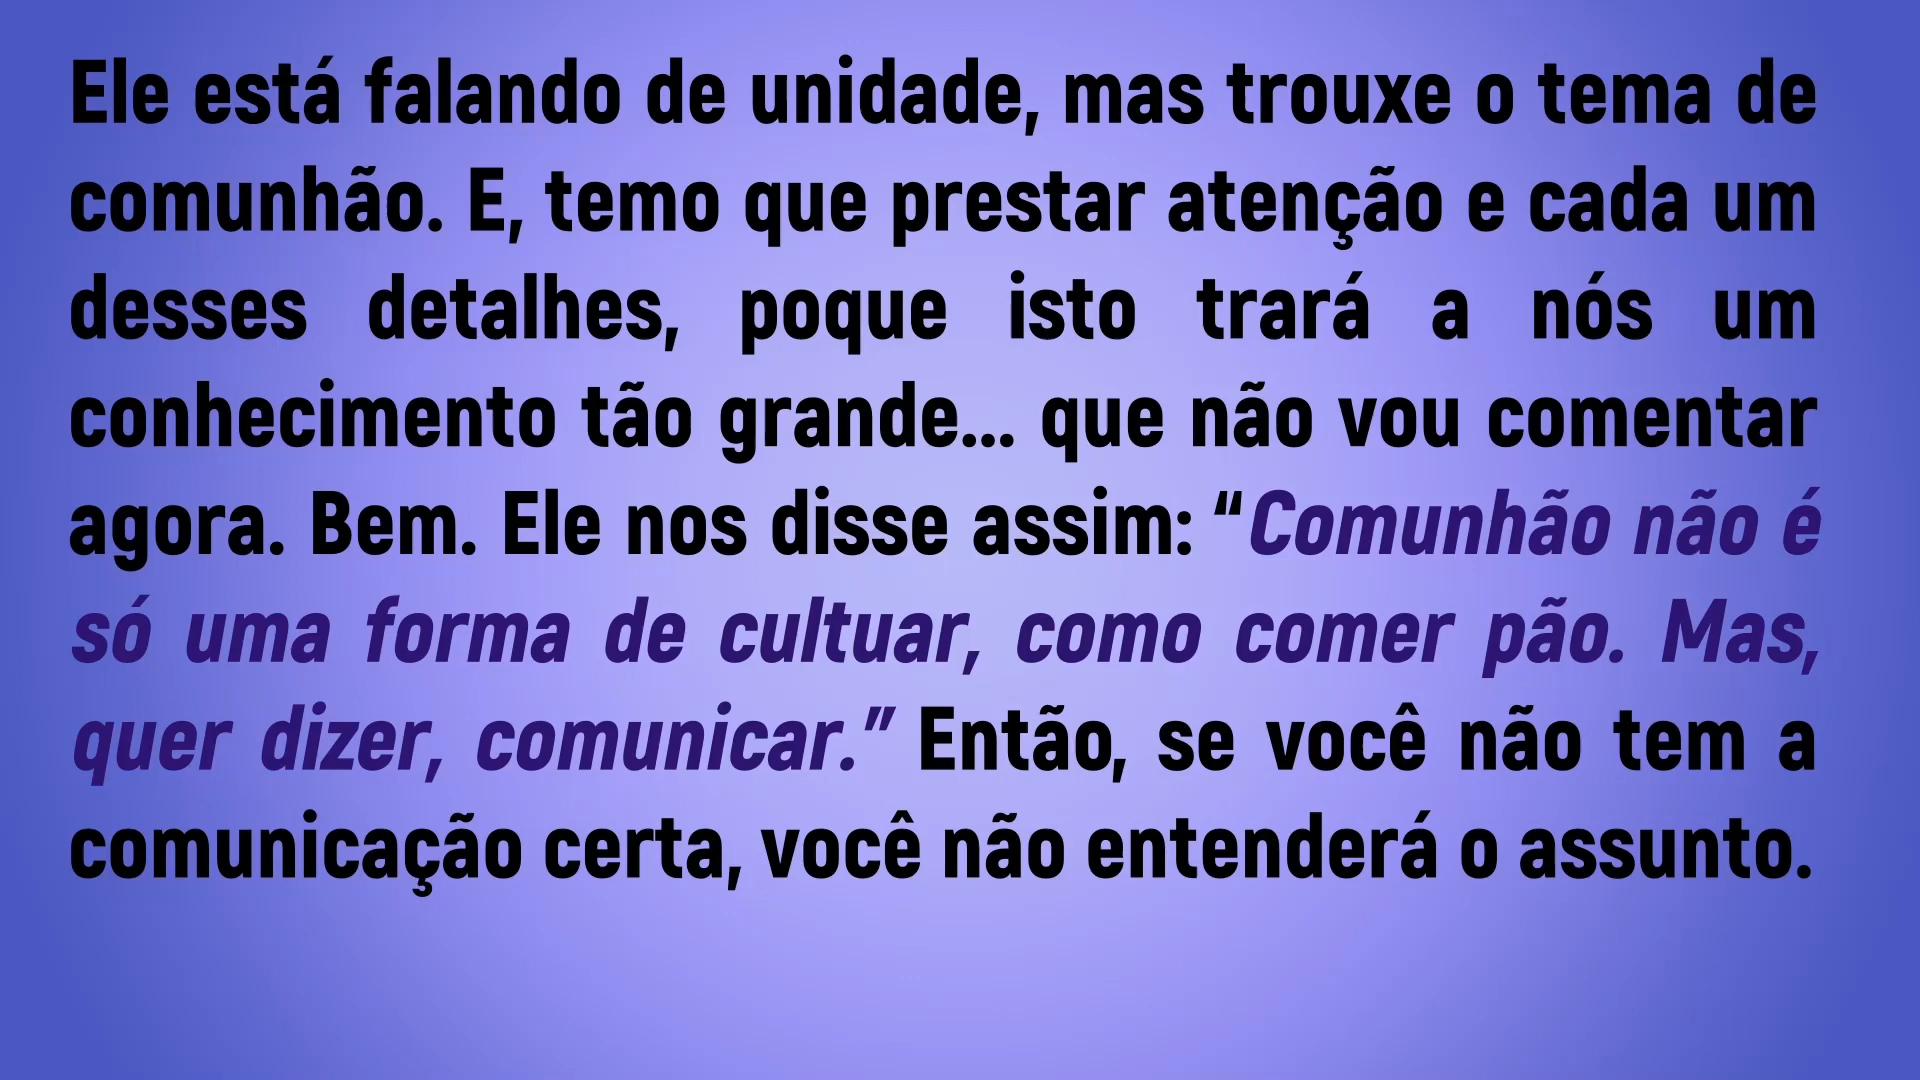 Ele está falando de unidade, mas trouxe o tema de
comunhão. E, temo que prestar atenção e cada um
desses detalhes, poque isto trará a nós um
conhecimento tão grande... que não vou comentar
agora. Bem. Ele nos disse assim: “Comunhão não é
só uma forma de cultuar, como comer pão. Mas,
quer dizer, comunicar.” Então, se você não tem a
comunicação certa, você não entenderá o assunto.